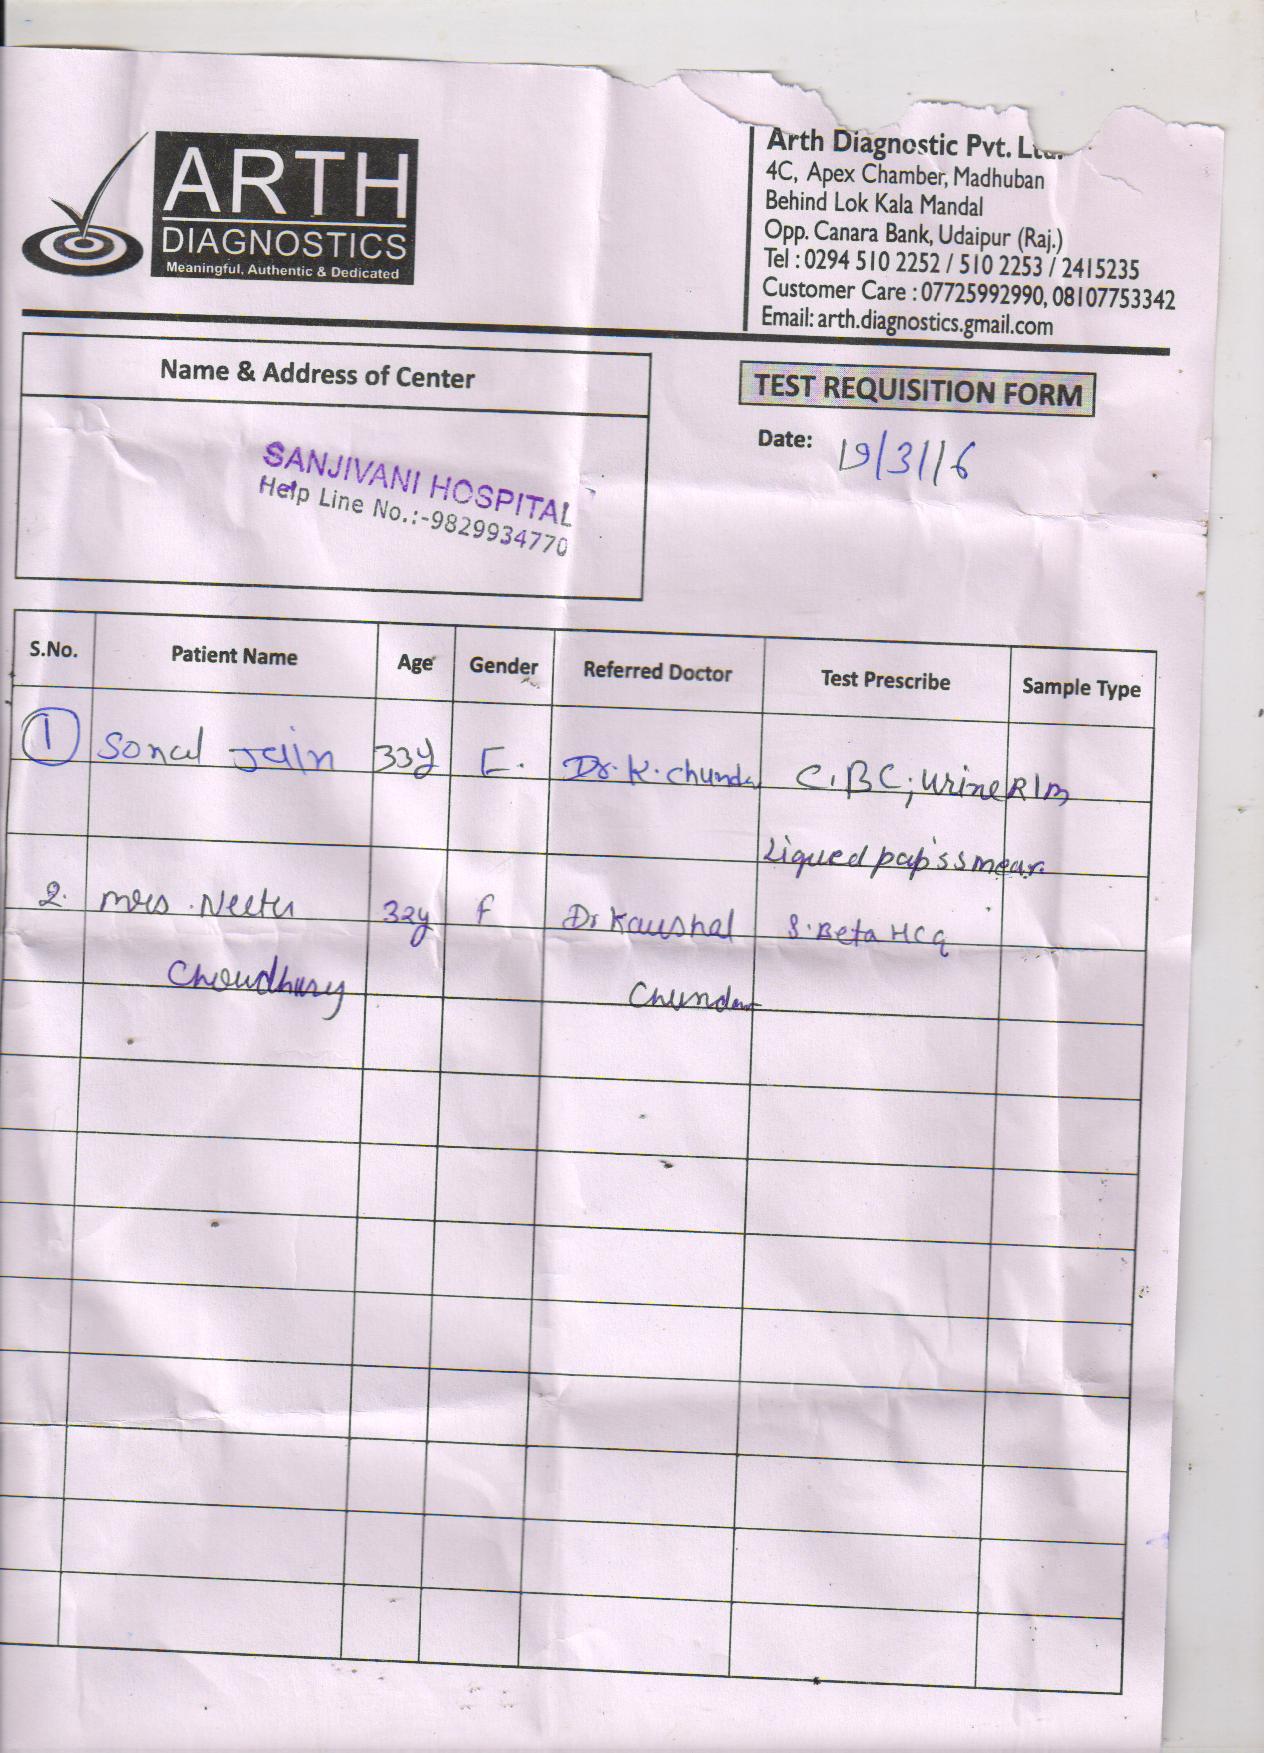 ARTH
DIAGNOSTICS
Meaningful, Authentic & Dedicated
Arth Diagnostic Pvt. Ltd.
4C, Apex Chamber, Madhuban
Behind Lok Kala Mandal
Opp. Canara Bank, Udaipur (Raj.)
Tel : 0294 510 2252 / 510 2253 / 2415235
Customer Care : 07725992990, 08107753342
Email: arth.diagnostics.gmail.com
Name & Address of Center
TEST REQUISITION FORM
Date: 19/3/16
SANJIVANI HOSPITAL
Help Line No.:-9829934770
S.No. Patient Name Age Gender Referred Doctor Test Prescribe Sample Type
1 Sonal Jain 33y F. Dr. K. Chunda C.BC; Urine R/M
Liqued pap's smear.
2. Mrs. Neetu 32y F Dr Kaushal S. Beta HCG
Choudhury Chundaw